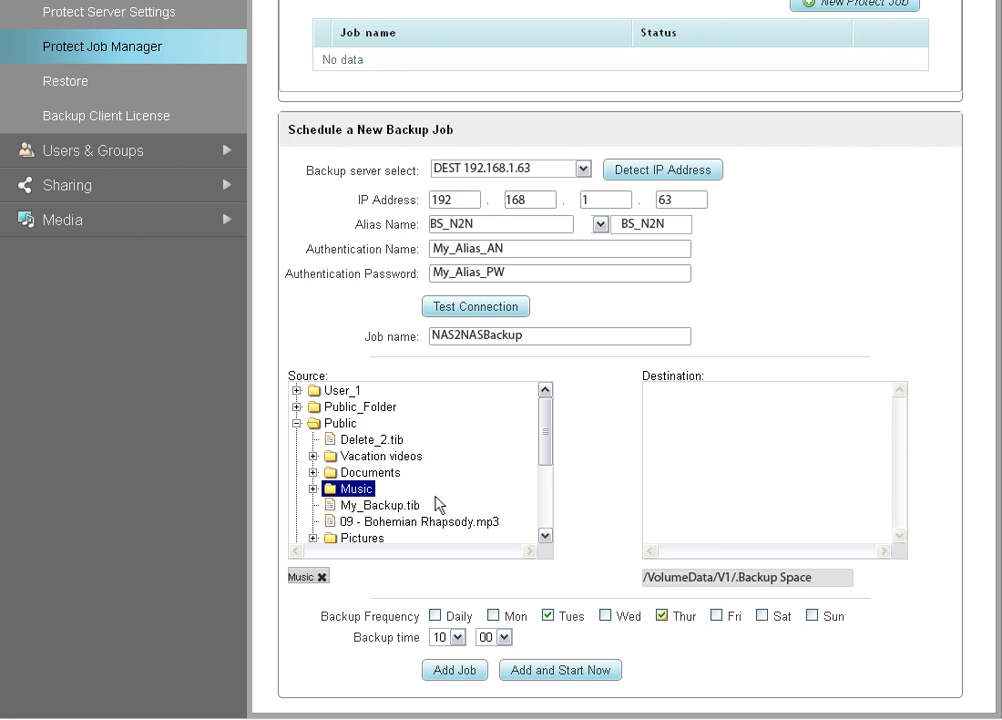 Protect Server Settings
Protect Job Manager
Restore
Backup Client License
Users & Groups
Sharing
Media
New Protect Job
Job name Status
No data
Schedule a New Backup Job
Backup server select: DEST 192.168.1.63 Detect IP Address
IP Address: 192 . 168 . 1 . 63
Alias Name: BS_N2N BS_N2N
Authentication Name: My_Alias_AN
Authentication Password: My_Alias_PW
Test Connection
Job name: NAS2NASBackup
Source: Destination:
User_1
Public_Folder
Public
Delete_2.tib
Vacation videos
Documents
Music
My_Backup.tib
09 - Bohemian Rhapsody.mp3
Pictures
Music ✖ /VolumeData/V1/.Backup Space
Backup Frequency Daily Mon Tues Wed Thur Fri Sat Sun
Backup time 10 00
Add Job Add and Start Now